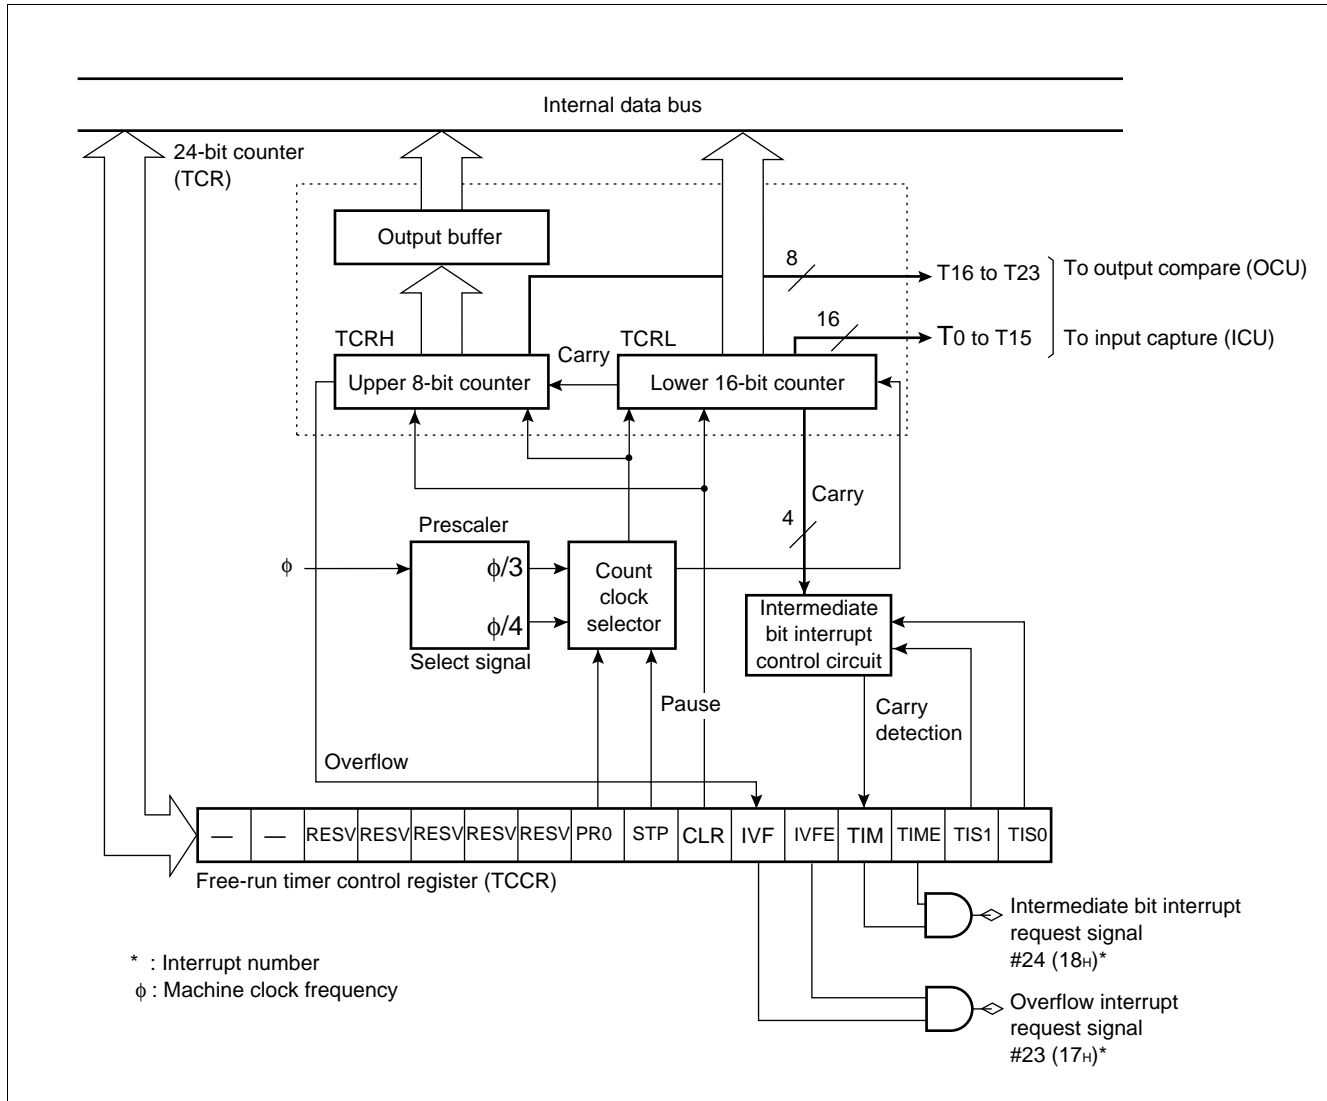 Internal data bus
24-bit counter
(TCR)
Output buffer
8
T16 to T23
To output compare (OCU)
16
T0 to T15
To input capture (ICU)
TCRH
TCRL
Carry
Upper 8-bit counter
Lower 16-bit counter
Carry
4
Prescaler
ϕ
ϕ/3
ϕ/4
Select signal
Count
clock
selector
Intermediate
bit interrupt
control circuit
Pause
Carry
detection
Overflow
— — RESV RESV RESV RESV RESV PR0 STP CLR IVF IVFE TIM TIME TIS1 TIS0
Free-run timer control register (TCCR)
Intermediate bit interrupt
request signal
#24 (18H)*
* : Interrupt number
ϕ : Machine clock frequency
Overflow interrupt
request signal
#23 (17H)*